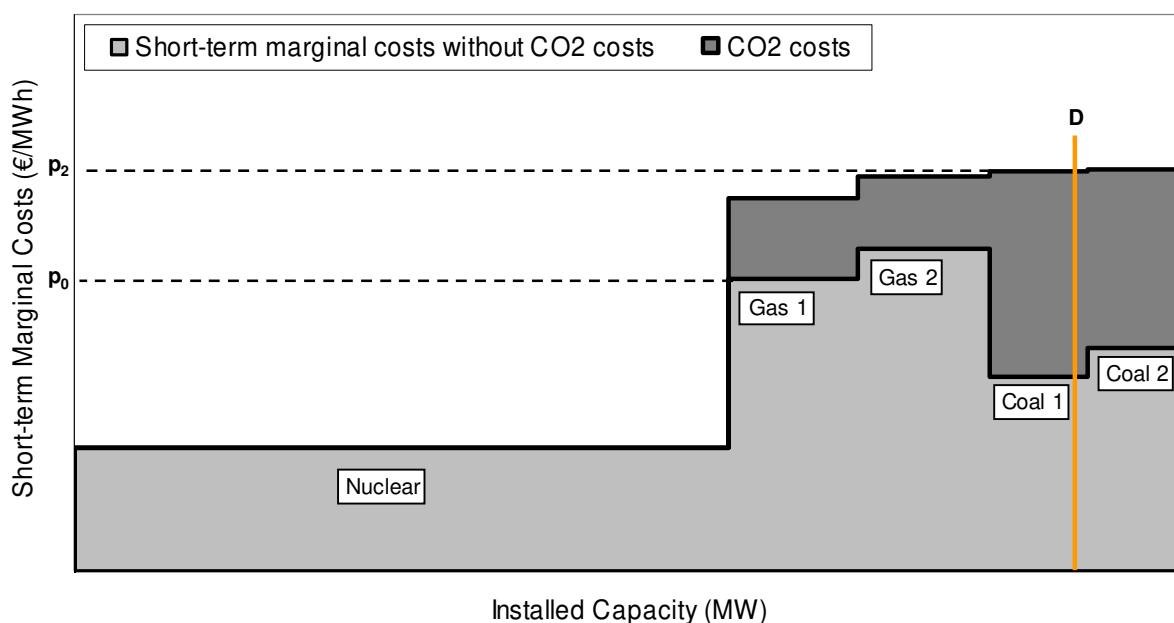 Short-term marginal costs without CO2 costs
CO2 costs
Short-term Marginal Costs (€/MWh)
D
p2
p0
Gas 1
Gas 2
Coal 1
Coal 2
Nuclear
Installed Capacity (MW)